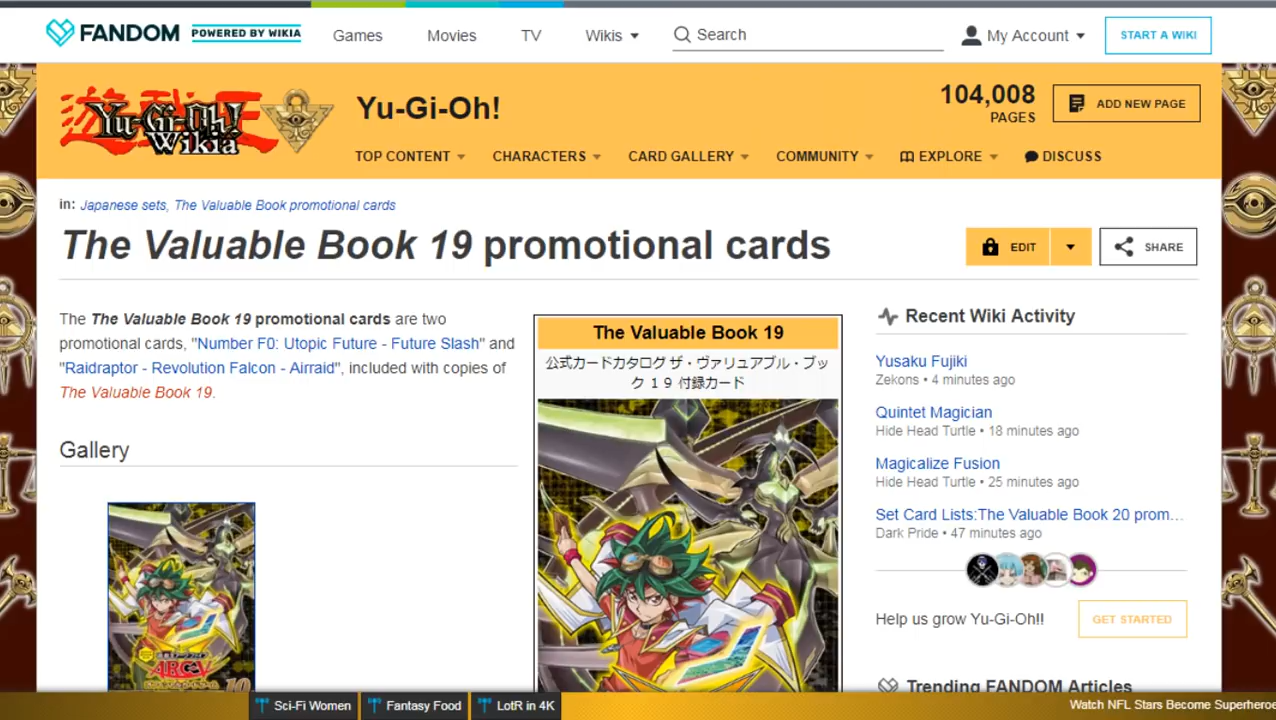 FANDOM POWERED BY WIKIA
Games
Movies
TV
Wikis
Search
My Account
START A WIKI
Yu-Gi-Oh!
Wikia
Yu-Gi-Oh!
104,008
PAGES
ADD NEW PAGE
TOP CONTENT
CHARACTERS
CARD GALLERY
COMMUNITY
EXPLORE
DISCUSS
in: Japanese sets, The Valuable Book promotional cards
The Valuable Book 19 promotional cards
EDIT
SHARE
The The Valuable Book 19 promotional cards are two
promotional cards, "Number F0: Utopic Future - Future Slash" and
"Raidraptor - Revolution Falcon - Airraid", included with copies of
The Valuable Book 19.
Gallery
ARC-V
19
The Valuable Book 19
公式カードカタログ ザ・ヴァリュアブル・ブッ
ク１９ 付録カード
Recent Wiki Activity
Yusaku Fujiki
Zekons • 4 minutes ago
Quintet Magician
Hide Head Turtle • 18 minutes ago
Magicalize Fusion
Hide Head Turtle • 25 minutes ago
Set Card Lists:The Valuable Book 20 prom…
Dark Pride • 47 minutes ago
Help us grow Yu-Gi-Oh!!
GET STARTED
Trending FANDOM Articles
Sci-Fi Women
Fantasy Food
LotR in 4K
Watch NFL Stars Become Superheroe